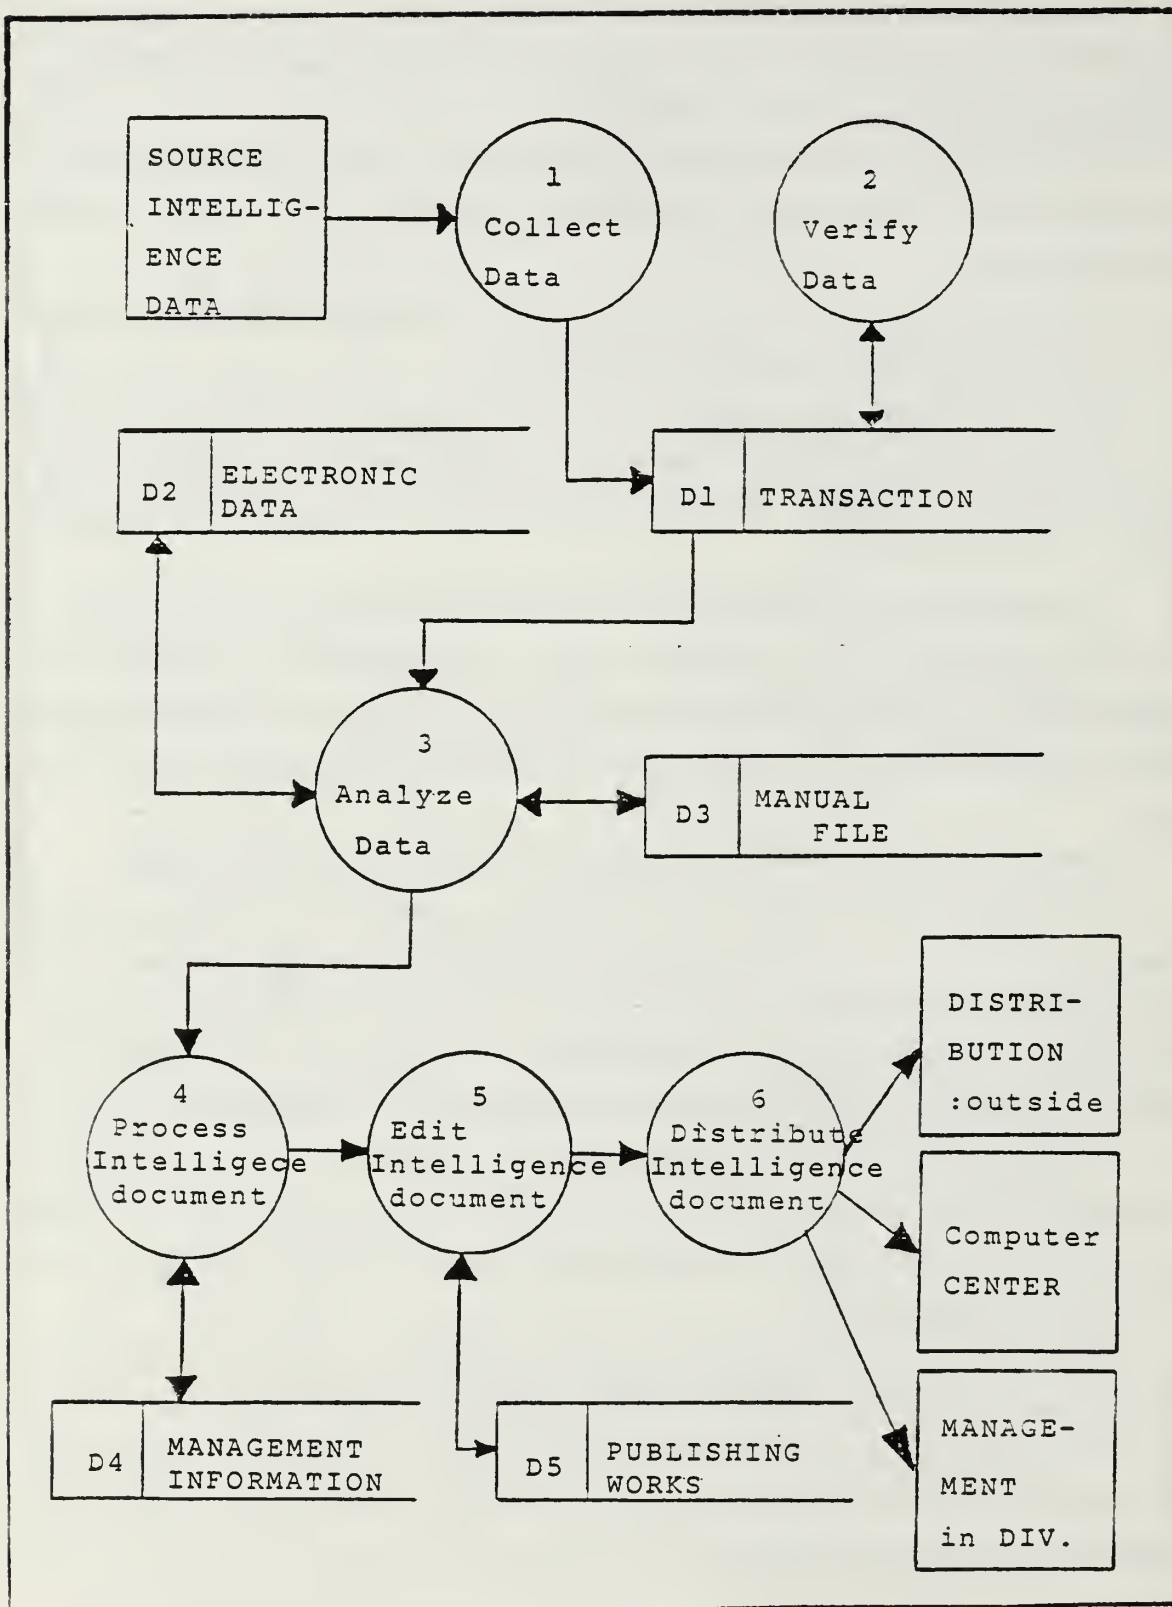 SOURCE
INTELLIG-
ENCE
DATA
1
Collect
Data
2
Verify
Data
D2
ELECTRONIC
DATA
D1
TRANSACTION
3
Analyze
Data
D3
MANUAL
FILE
DISTRI-
BUTION
:outside
4
Process
Intelligece
document
5
Edit
Intelligence
document
6
Distribute
Intelligence
document
Computer
CENTER
D4
MANAGEMENT
INFORMATION
D5
PUBLISHING
WORKS
MANAGE-
MENT
in DIV.